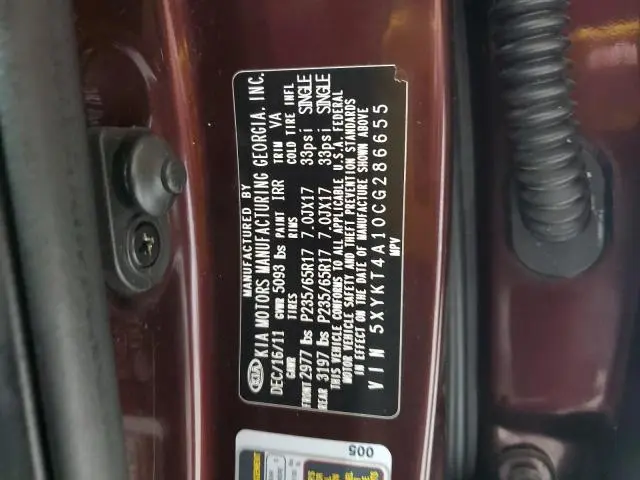 KIA
MANUFACTURED BY
KIA MOTORS MANUFACTURING GEORGIA, INC.
DEC/16/11 GVWR 5093 lbs PAINT IRR TRIM VA
GAWR TIRES RIMS COLD TIRE INFL
FRONT 2977 lbs P235/65R17 7.0JX17 33psi SINGLE
REAR 3197 lbs P235/65R17 7.0JX17 33psi SINGLE
THIS VEHICLE CONFORMS TO ALL APPLICABLE U.S.A. FEDERAL
MOTOR VEHICLE SAFETY AND THEFT PREVENTION STANDARDS
IN EFFECT ON THE DATE OF MANUFACTURE SHOWN ABOVE
VIN 5XYKT4A10CG286655
MPV
005